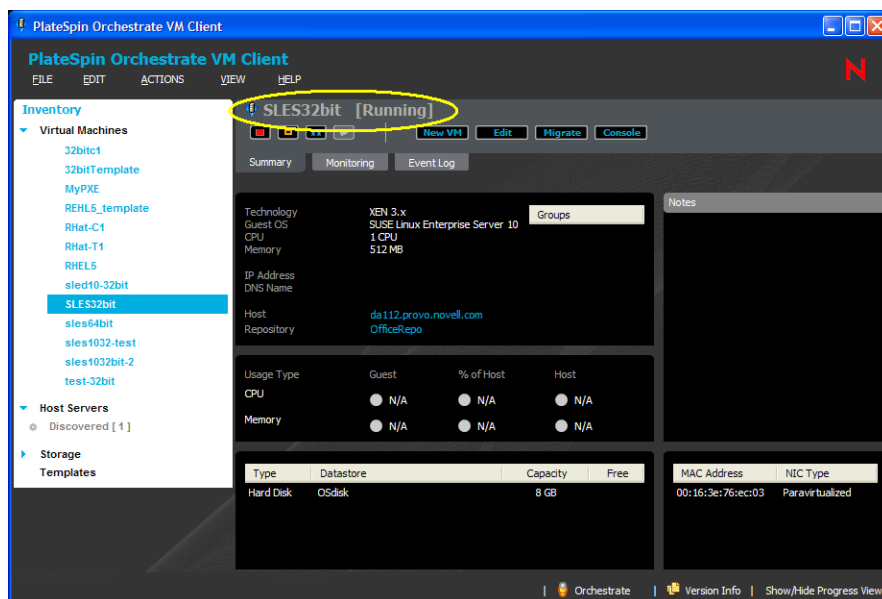 PlateSpin Orchestrate VM Client
PlateSpin Orchestrate VM Client
FILE EDIT ACTIONS VIEW HELP
N
Inventory
Virtual Machines
32bitc1
32bitTemplate
MyPXE
REHL5_template
RHat-C1
RHat-T1
RHEL5
sled10-32bit
SLES32bit
sles64bit
sles1032-test
sles1032bit-2
test-32bit
Host Servers
Discovered [ 1 ]
Storage
Templates
SLES32bit [Running]
New VM Edit Migrate Console
Summary Monitoring Event Log
Technology XEN 3.x
Guest OS SUSE Linux Enterprise Server 10
CPU 1 CPU
Memory 512 MB
IP Address
DNS Name
Host da112.provo.novell.com
Repository OfficeRepo
Groups
Notes
Usage Type Guest % of Host Host
CPU N/A N/A N/A
Memory N/A N/A N/A
Type Datastore Capacity Free
Hard Disk OSdisk 8 GB
MAC Address NIC Type
00:16:3e:76:ec:03 Paravirtualized
| Orchestrate | Version Info | Show/Hide Progress View